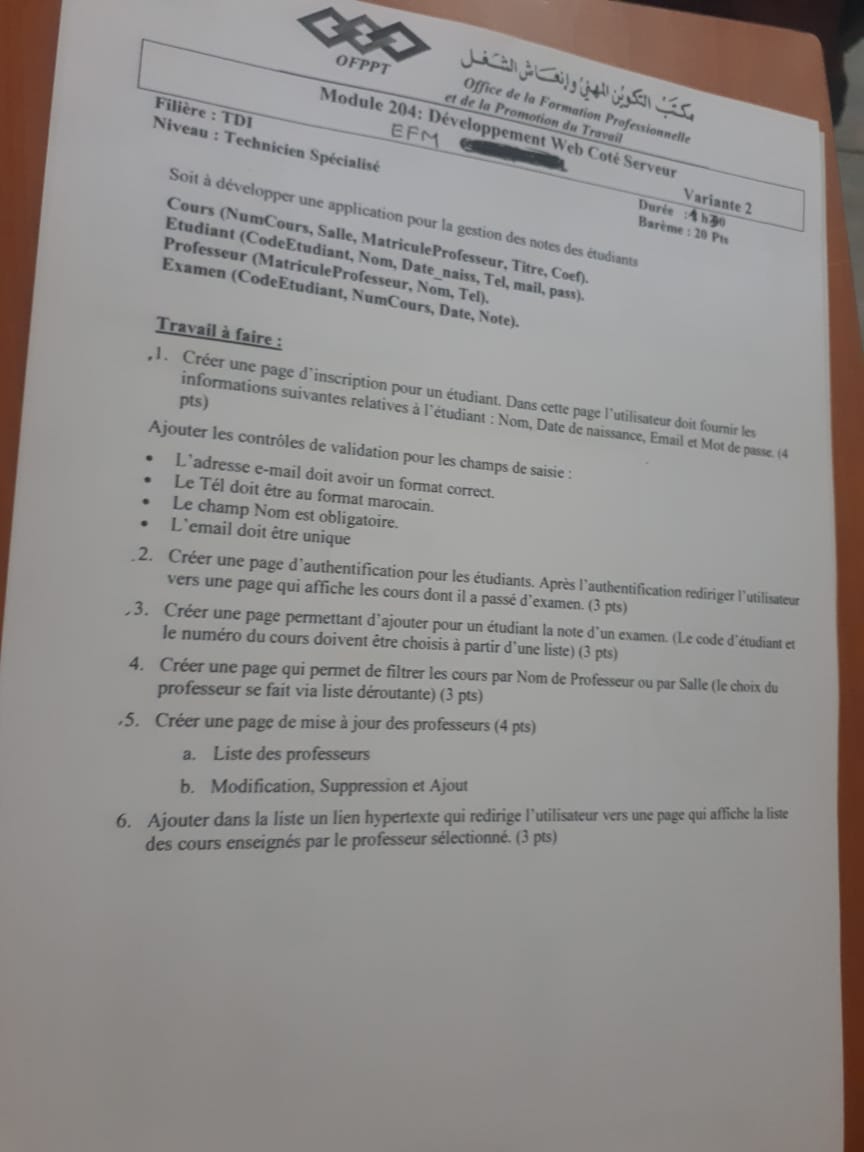 OFPPT
مكتب التكوين المهني وإنعاش الشغل
Office de la Formation Professionnelle
et de la Promotion du Travail
Module 204: Développement Web Coté Serveur
EFM
Filière : TDI
Variante 2
Niveau : Technicien Spécialisé
Durée :1h30
Barème : 20 Pts
Soit à développer une application pour la gestion des notes des étudiants
Cours (NumCours, Salle, MatriculeProfesseur, Titre, Coef).
Etudiant (CodeEtudiant, Nom, Date_naiss, Tel, mail, pass).
Professeur (MatriculeProfesseur, Nom, Tel).
Examen (CodeEtudiant, NumCours, Date, Note).
Travail à faire :
1. Créer une page d'inscription pour un étudiant. Dans cette page l'utilisateur doit fournir les
informations suivantes relatives à l'étudiant : Nom, Date de naissance, Email et Mot de passe. (4
pts)
Ajouter les contrôles de validation pour les champs de saisie :
• L'adresse e-mail doit avoir un format correct.
• Le Tél doit être au format marocain.
• Le champ Nom est obligatoire.
• L'email doit être unique
2. Créer une page d'authentification pour les étudiants. Après l'authentification rediriger l'utilisateur
vers une page qui affiche les cours dont il a passé d'examen. (3 pts)
3. Créer une page permettant d'ajouter pour un étudiant la note d'un examen. (Le code d'étudiant et
le numéro du cours doivent être choisis à partir d'une liste) (3 pts)
4. Créer une page qui permet de filtrer les cours par Nom de Professeur ou par Salle (le choix du
professeur se fait via liste déroutante) (3 pts)
5. Créer une page de mise à jour des professeurs (4 pts)
a. Liste des professeurs
b. Modification, Suppression et Ajout
6. Ajouter dans la liste un lien hypertexte qui redirige l'utilisateur vers une page qui affiche la liste
des cours enseignés par le professeur sélectionné. (3 pts)